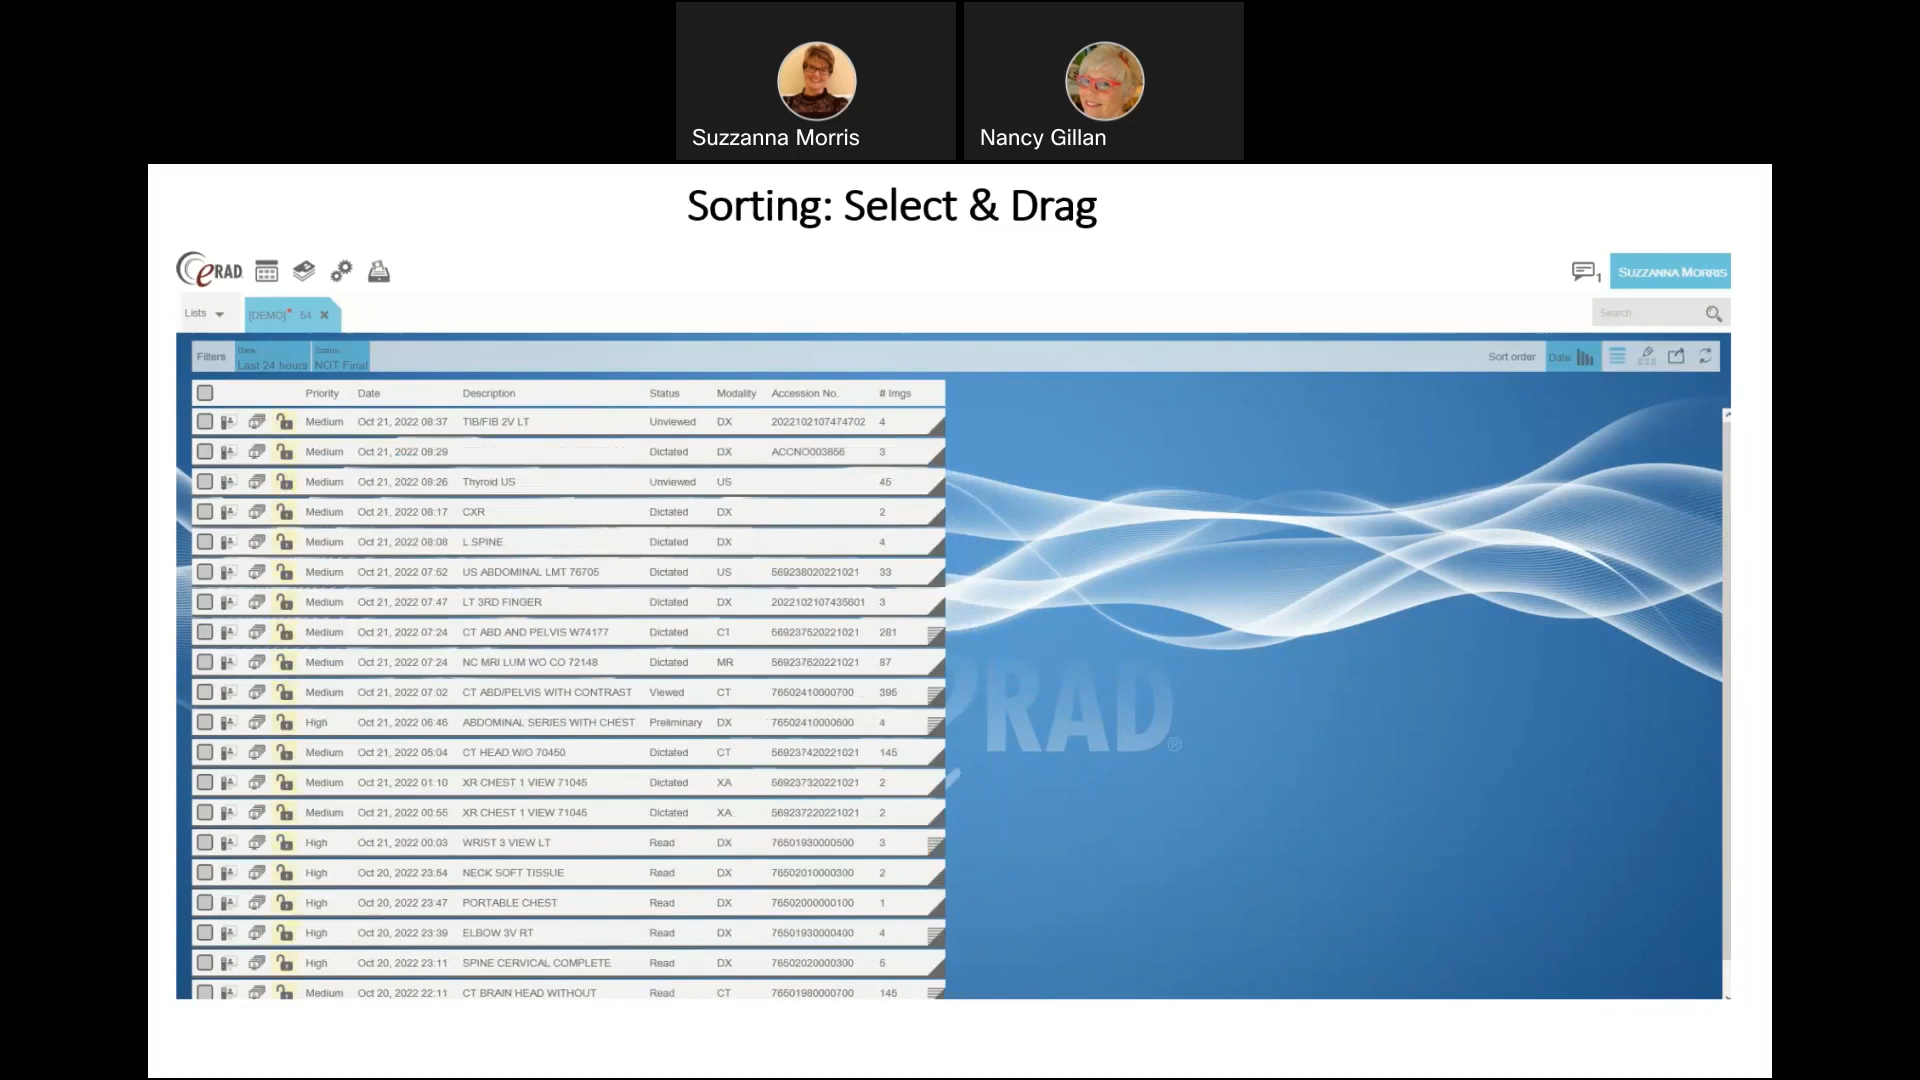 Suzzanna Morris
Nancy Gillan
Sorting: Select & Drag
eRAD
1
SUZZANNA MORRIS
Lists
[DEMO]* 54
Search
Filters
Date:
Last 24 hours
Status:
NOT Final
Sort order
Date
Priority Date Description Status Modality Accession No. # Imgs
Medium Oct 21, 2022 08:37 TIB/FIB 2V LT Unviewed DX 2022102107474702 4
Medium Oct 21, 2022 08:29 Dictated DX ACCNO003856 3
Medium Oct 21, 2022 08:26 Thyroid US Unviewed US 45
Medium Oct 21, 2022 08:17 CXR Dictated DX 2
Medium Oct 21, 2022 08:08 L SPINE Dictated DX 4
Medium Oct 21, 2022 07:52 US ABDOMINAL LMT 76705 Dictated US 569238020221021 33
Medium Oct 21, 2022 07:47 LT 3RD FINGER Dictated DX 2022102107435601 3
Medium Oct 21, 2022 07:24 CT ABD AND PELVIS W74177 Dictated CT 569237520221021 281
Medium Oct 21, 2022 07:24 NC MRI LUM WO CO 72148 Dictated MR 569237620221021 87
Medium Oct 21, 2022 07:02 CT ABD/PELVIS WITH CONTRAST Viewed CT 76502410000700 395
High Oct 21, 2022 06:46 ABDOMINAL SERIES WITH CHEST Preliminary DX 76502410000600 4
Medium Oct 21, 2022 05:04 CT HEAD W/O 70450 Dictated CT 569237420221021 145
Medium Oct 21, 2022 01:10 XR CHEST 1 VIEW 71045 Dictated XA 569237320221021 2
Medium Oct 21, 2022 00:55 XR CHEST 1 VIEW 71045 Dictated XA 569237220221021 2
High Oct 21, 2022 00:03 WRIST 3 VIEW LT Read DX 76501930000500 3
High Oct 20, 2022 23:54 NECK SOFT TISSUE Read DX 76502010000300 2
High Oct 20, 2022 23:47 PORTABLE CHEST Read DX 76502000000100 1
High Oct 20, 2022 23:39 ELBOW 3V RT Read DX 76501930000400 4
High Oct 20, 2022 23:11 SPINE CERVICAL COMPLETE Read DX 76502020000300 5
Medium Oct 20, 2022 22:11 CT BRAIN HEAD WITHOUT Read CT 76501980000700 145
RAD®